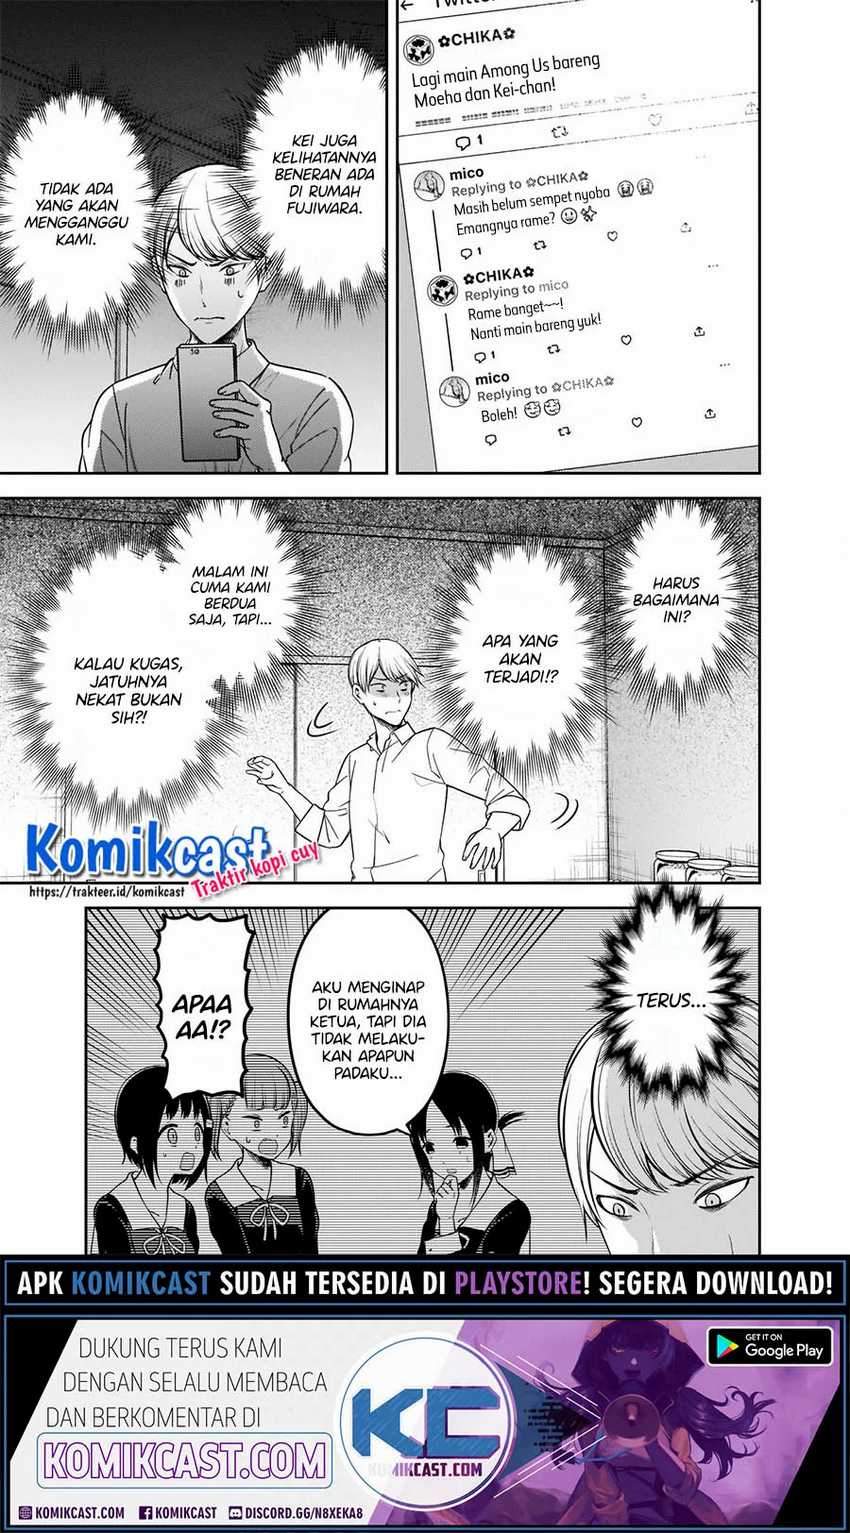 Twitter
✿CHIKA✿
Lagi main Among Us bareng
Moeha dan Kei-chan!
1
mico
Replying to ✿CHIKA✿
Masih belum sempet nyoba 😭😭
Emangnya rame? 😀✨
1
✿CHIKA✿
Replying to mico
Rame banget~~!
Nanti main bareng yuk!
1
mico
Replying to ✿CHIKA✿
Boleh! 🥰🥰
KEI JUGA
KELIHATANNYA
BENERAN ADA
DI RUMAH
FUJIWARA.
TIDAK ADA
YANG AKAN
MENGGANGGU
KAMI.
HARUS
BAGAIMANA
INI?
APA YANG
AKAN
TERJADI!?
MALAM INI
CUMA KAMI
BERDUA
SAJA, TAPI...
KALAU KUGAS,
JATUHNYA
NEKAT BUKAN
SIH?!
Komikcast
https://trakteer.id/komikcast
Traktir kopi cuy
TERUS...
AKU MENGINAP
DI RUMAHNYA
KETUA, TAPI DIA
TIDAK MELAKU-
KAN APAPUN
PADAKU...
APAA
AA!?
APK KOMIKCAST SUDAH TERSEDIA DI PLAYSTORE! SEGERA DOWNLOAD!
DUKUNG TERUS KAMI
DENGAN SELALU MEMBACA
DAN BERKOMENTAR DI
KOMIKCAST.COM
KC
KOMIKCAST.COM
GET IT ON
Google Play
KOMIKCAST.COM
KOMIKCAST
DISCORD.GG/N8XEKA8